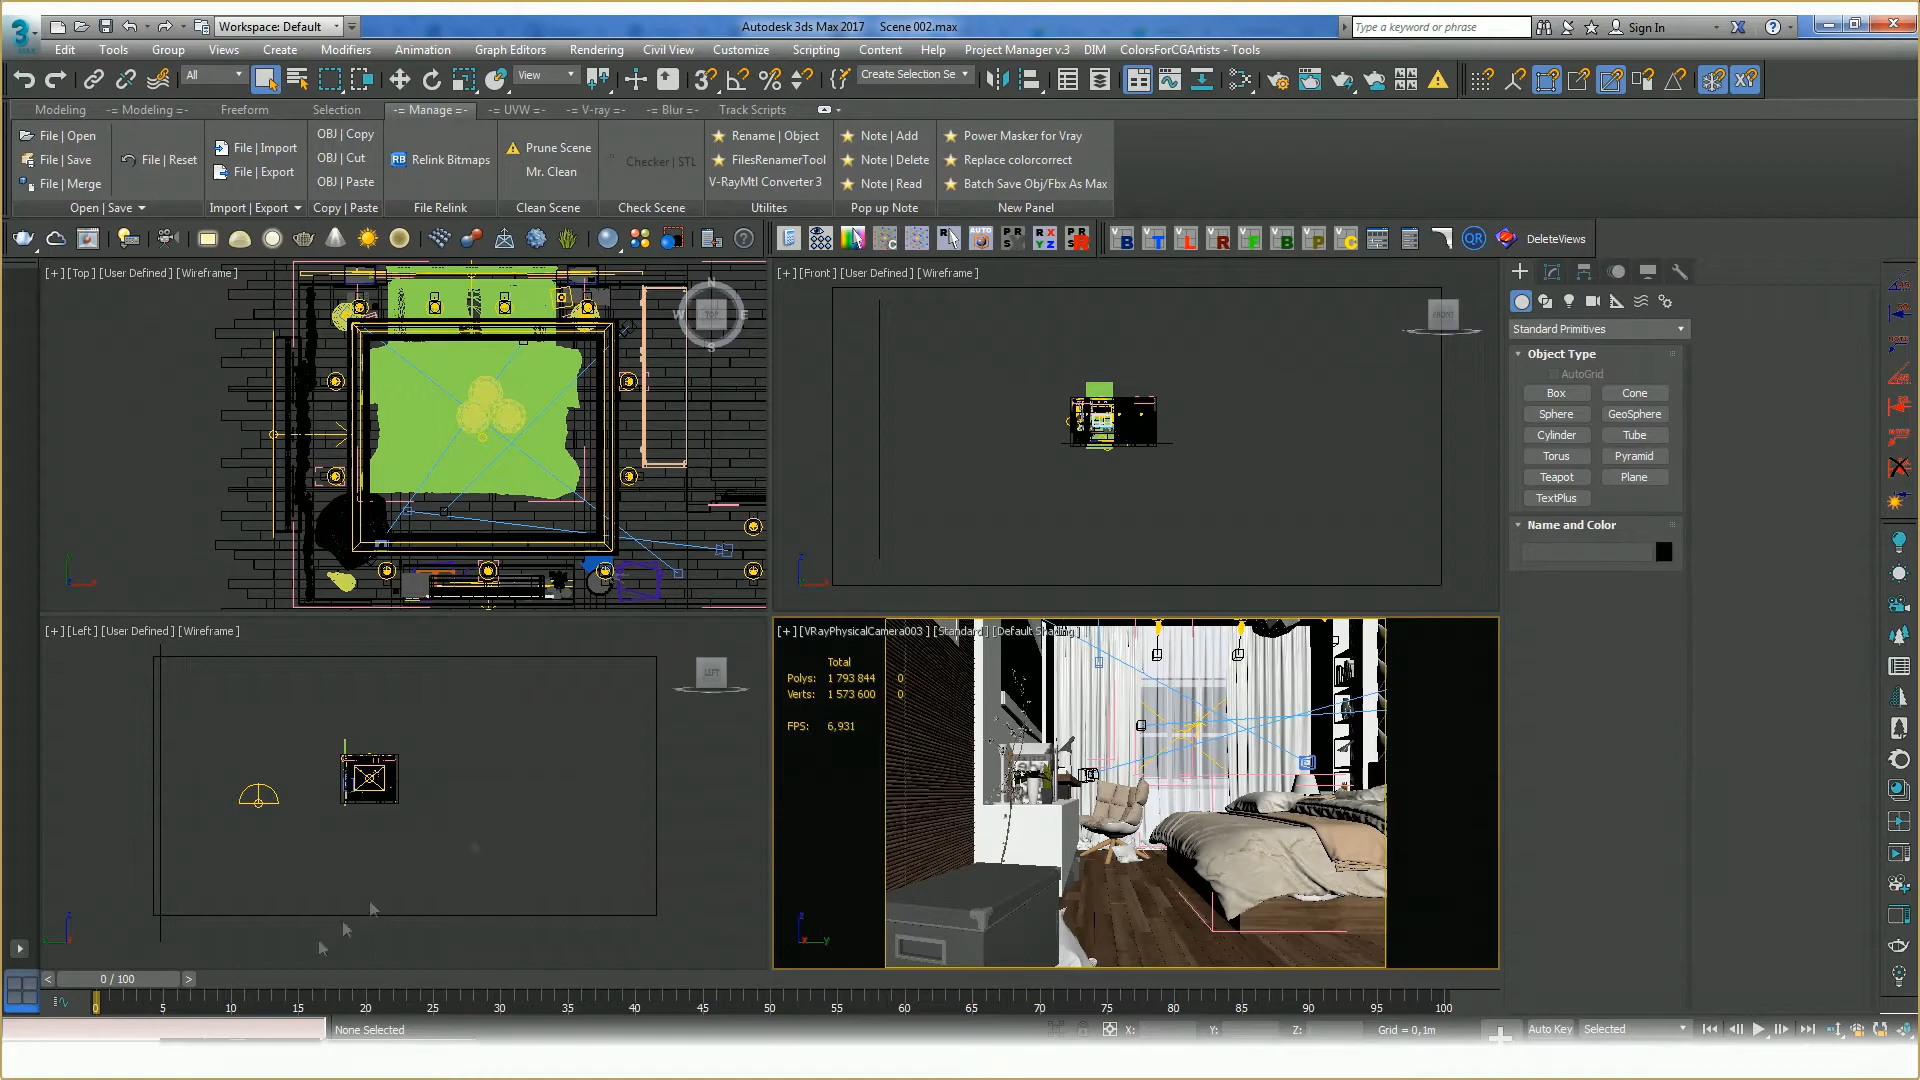 3
MAX
Workspace: Default
Autodesk 3ds Max 2017 Scene 002.max
Type a keyword or phrase
Sign In
Edit Tools Group Views Create Modifiers Animation Graph Editors Rendering Civil View Customize Scripting Content Help Project Manager v.3 DIM ColorsForCGArtists - Tools
All
View
Create Selection Se
Modeling -= Modeling =- Freeform Selection -= Manage =- -= UVW =- -= V-ray =- -= Blur =- Track Scripts
File | Open
File | Save
File | Merge
File | Reset
File | Import
File | Export
OBJ | Copy
OBJ | Cut
OBJ | Paste
RB Relink Bitmaps
Prune Scene
Mr. Clean
Checker | STL
Rename | Object
FilesRenamerTool
V-RayMtl Converter 3
Note | Add
Note | Delete
Note | Read
Power Masker for Vray
Replace colorcorrect
Batch Save Obj/Fbx As Max
Open | Save
Import | Export
Copy | Paste
File Relink
Clean Scene
Check Scene
Utilites
Pop up Note
New Panel
DeleteViews
[+] [Top] [User Defined] [Wireframe]
N
W TOP E
S
[+] [Front] [User Defined] [Wireframe]
FRONT
[+] [Left] [User Defined] [Wireframe]
LEFT
[+] [VRayPhysicalCamera003] [Standard] [Default Shading]
Total
Polys: 1 793 844 0
Verts: 1 573 600 0
FPS: 6,931
Standard Primitives
Object Type
AutoGrid
Box Cone
Sphere GeoSphere
Cylinder Tube
Torus Pyramid
Teapot Plane
TextPlus
Name and Color
< 0 / 100 >
0 5 10 15 20 25 30 35 40 45 50 55 60 65 70 75 80 85 90 95 100
None Selected
X: Y: Z: Grid = 0,1m
Auto Key Selected